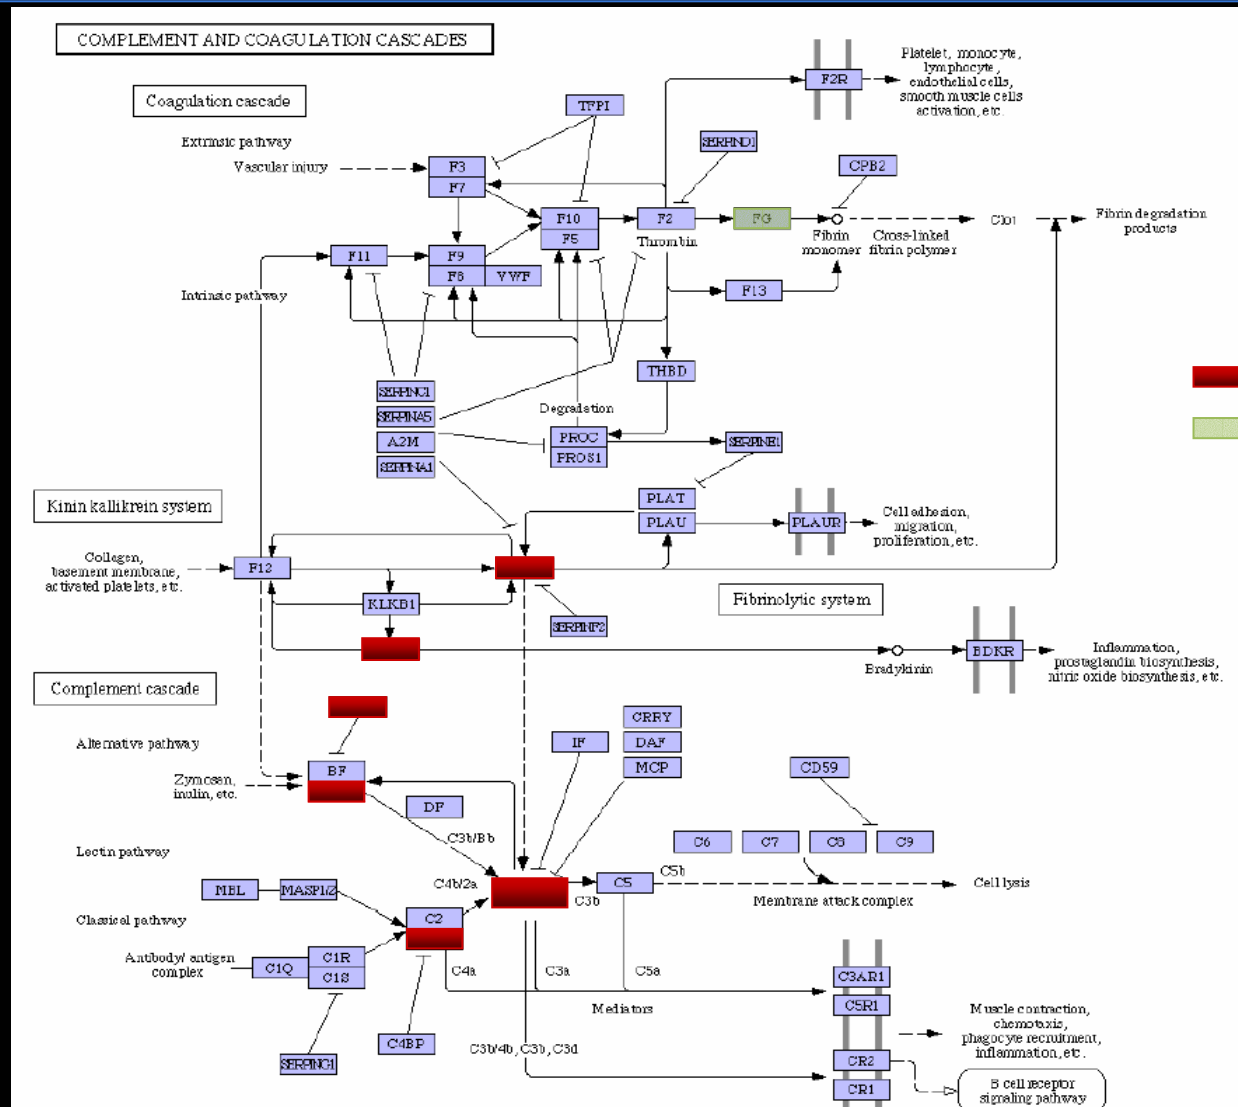 COMPLEMENT AND COAGULATION CASCADES
Coagulation cascade
Extrinsic pathway
Vascular injury
TFPI
F3
F7
F2R
Platelet, monocyte,
lymphocyte,
endothelial cells,
smooth muscle cells
activation, etc.
SERPIND1
CPB2
F10
F5
F2
Thrombin
FG
Fibrin
monomer
Cross-linked
fibrin polymer
Clot
Fibrin degradation
products
F11
F9
F8
VWF
F13
Intrinsic pathway
THBD
SERPINC1
SERPINA5
A2M
SERPINA1
Degradation
PROC
PROS1
SERPINE1
Kinin kallikrein system
PLAT
PLAU
PLAUR
Cell adhesion,
migration,
proliferation, etc.
Collagen,
basement membrane,
activated platelets, etc.
F12
KLKB1
SERPINF2
Fibrinolytic system
Bradykinin
BDKR
Inflammation,
prostaglandin biosynthesis,
nitric oxide biosynthesis, etc.
Complement cascade
Alternative pathway
Zymosan,
inulin, etc.
BF
DF
IF
CRRY
DAF
MCP
CD59
C3b/Bb
C6
C7
C8
C9
Lectin pathway
MBL
MASP1/2
C4b/2a
C3b
C5
C5b
Membrane attack complex
Cell lysis
Classical pathway
C2
Antibody/ antigen
complex
C1Q
C1R
C1S
C4a
C3a
C5a
Mediators
C3AR1
C5R1
Muscle contraction,
chemotaxis,
phagocyte recruitment,
inflammation, etc.
SERPING1
C4BP
C3b/4b, C3b, C3d
CR2
CR1
B cell receptor
signaling pathway